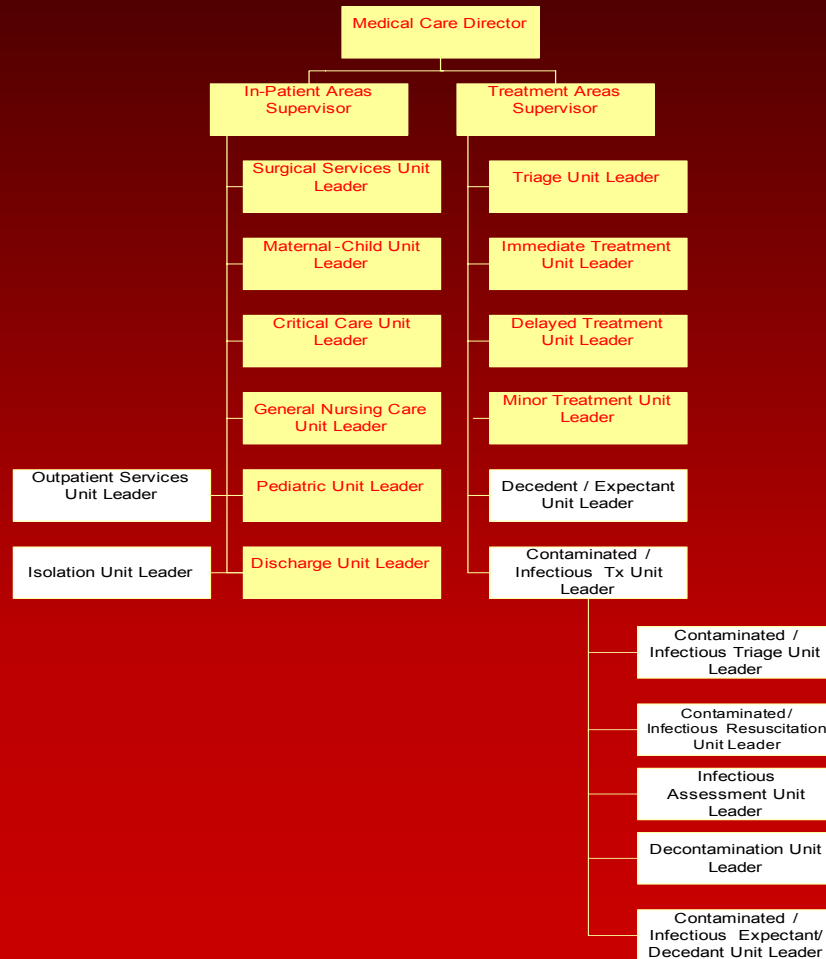 Medical Care Director
In-Patient Areas
Supervisor
Treatment Areas
Supervisor
Surgical Services Unit
Leader
Triage Unit Leader
Maternal-Child Unit
Leader
Immediate Treatment
Unit Leader
Critical Care Unit
Leader
Delayed Treatment
Unit Leader
General Nursing Care
Unit Leader
Minor Treatment Unit
Leader
Outpatient Services
Unit Leader
Pediatric Unit Leader
Decedent / Expectant
Unit Leader
Isolation Unit Leader
Discharge Unit Leader
Contaminated /
Infectious Tx Unit
Leader
Contaminated /
Infectious Triage Unit
Leader
Contaminated/
Infectious Resuscitation
Unit Leader
Infectious
Assessment Unit
Leader
Decontamination Unit
Leader
Contaminated /
Infectious Expectant/
Decedant Unit Leader